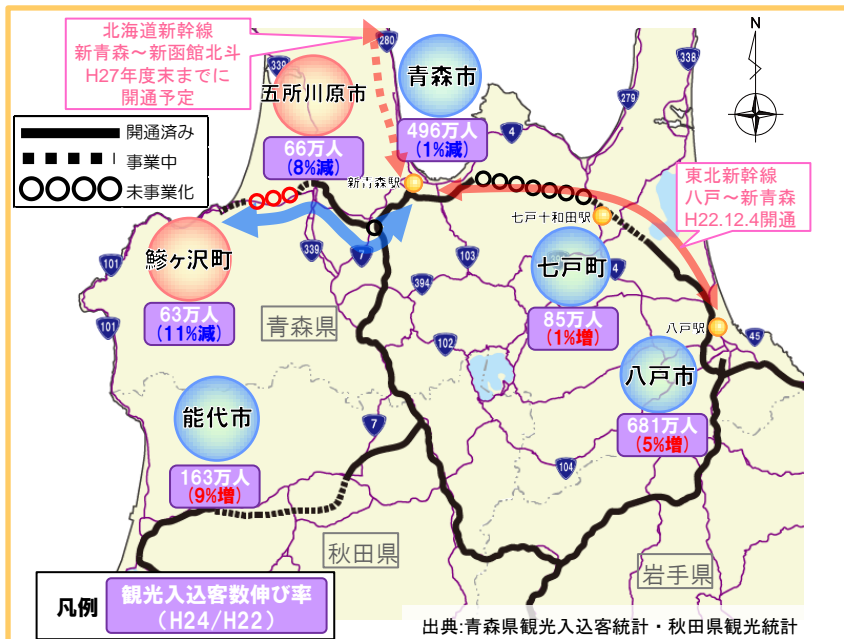 北海道新幹線
新青森～新函館北斗
H27年度末までに
開通予定
280
339
五所川原市
66万人
(8%減)
青森市
496万人
(1%減)
4
279
338
N
開通済み
事業中
未事業化
新青森駅
東北新幹線
八戸～新青森
H22.12.4開通
七戸十和田駅
鰺ヶ沢町
63万人
(11%減)
101
339
7
103
394
七戸町
4
85万人
(1%増)
八戸駅
45
青森県
101
102
八戸市
681万人
(5%増)
能代市
163万人
(9%増)
7
104
秋田県
岩手県
凡例
観光入込客数伸び率
(H24/H22)
出典:青森県観光入込客統計・秋田県観光統計